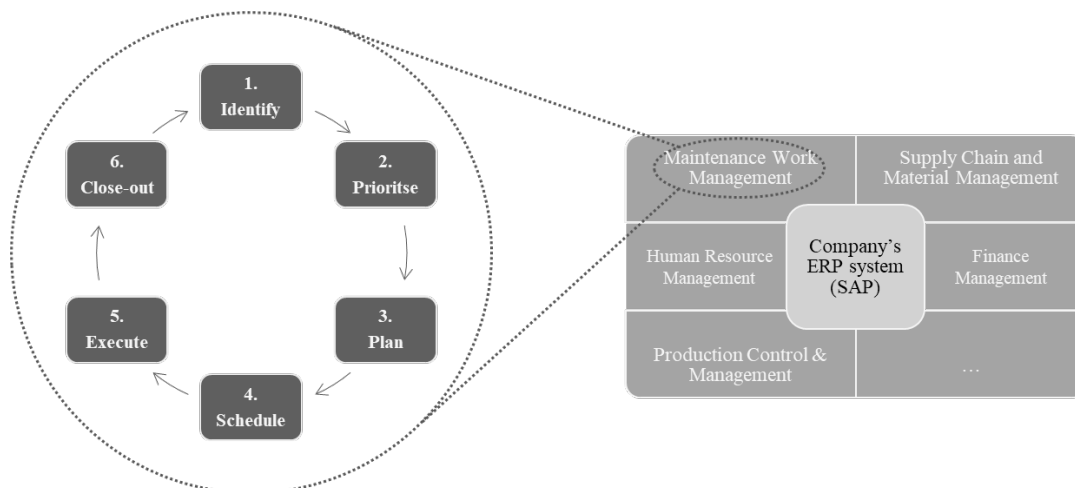 1.
Identify
2.
Prioritse
3.
Plan
4.
Schedule
5.
Execute
6.
Close-out
Maintenance Work
Management
Supply Chain and
Material Management
Human Resource
Management
Company's
ERP system
(SAP)
Finance
Management
Production Control &
Management
…